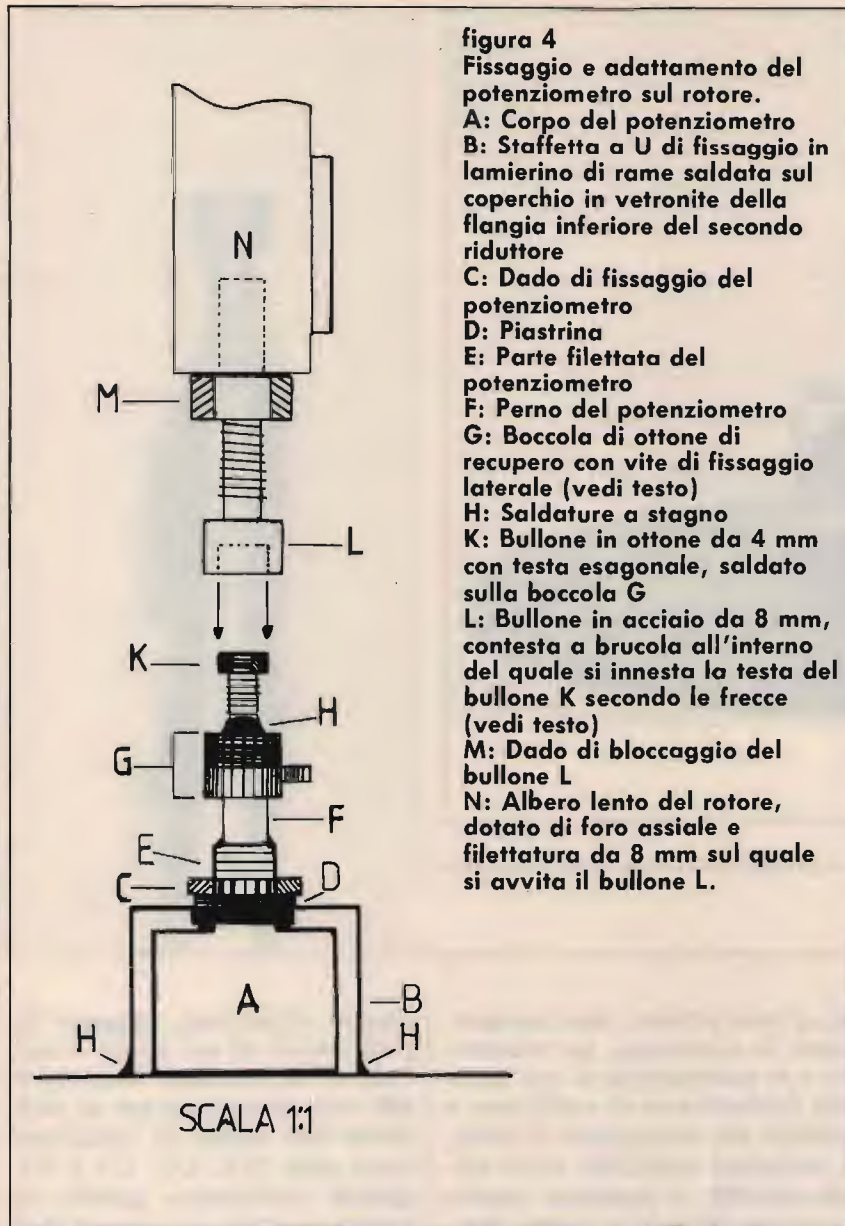 figura 4
Fissaggio e adattamento del
potenziometro sul rotore.
A: Corpo del potenziometro
B: Staffetta a U di fissaggio in
lamierino di rame saldata sul
coperchio in vetronite della
flangia inferiore del secondo
riduttore
C: Dado di fissaggio del
potenziometro
D: Piastrina
E: Parte filettata del
potenziometro
F: Perno del potenziometro
G: Boccola di ottone di
recupero con vite di fissaggio
laterale (vedi testo)
H: Saldature a stagno
K: Bullone in ottone da 4 mm
con testa esagonale, saldato
sulla boccola G
L: Bullone in acciaio da 8 mm,
contesta a brucola all'interno
del quale si innesta la testa del
bullone K secondo le frecce
(vedi testo)
M: Dado di bloccaggio del
bullone L
N: Albero lento del rotore,
dotato di foro assiale e
filettatura da 8 mm sul quale
si avvita il bullone L.
N
M
L
K
H
G
F
E
C
D
A
B
H
H
SCALA 1:1